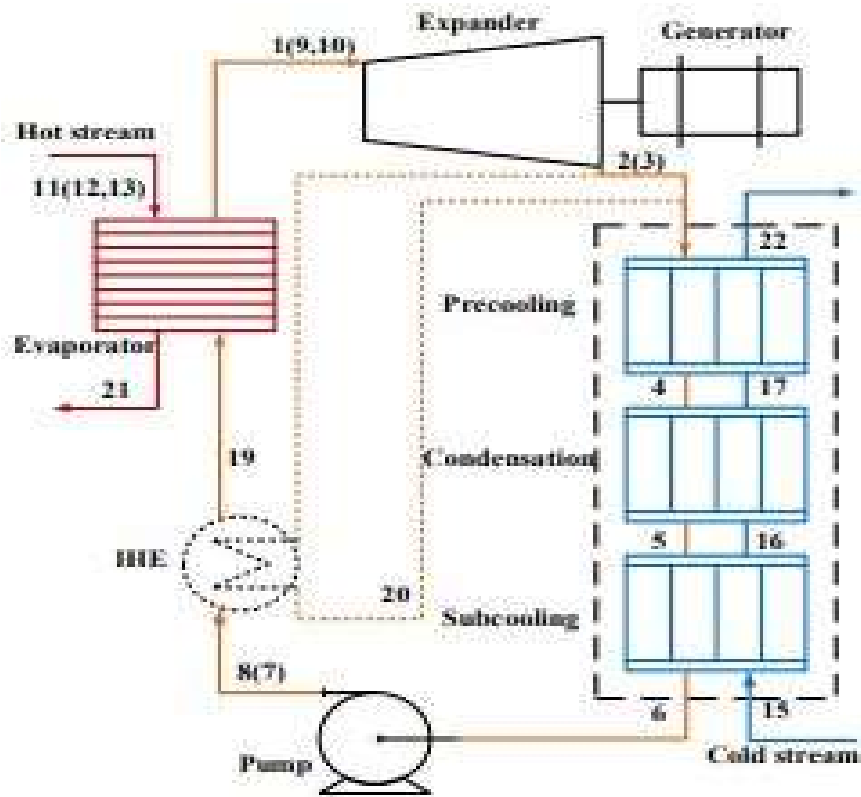 Expander
1(9,10)
Generator
Hot stream
2(3)
11(12,13)
22
Precooling
Evaporator
21
4
17
19
Condensation
5
16
IHE
20
Subcooling
8(7)
6
15
Pump
Cold stream